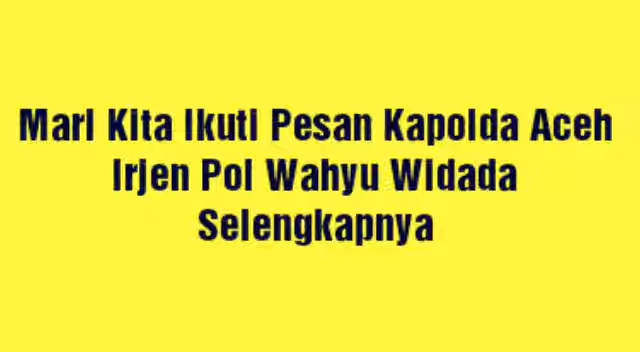 Mari Kita Ikuti Pesan Kapolda Aceh
Irjen Pol Wahyu Widada
Selengkapnya